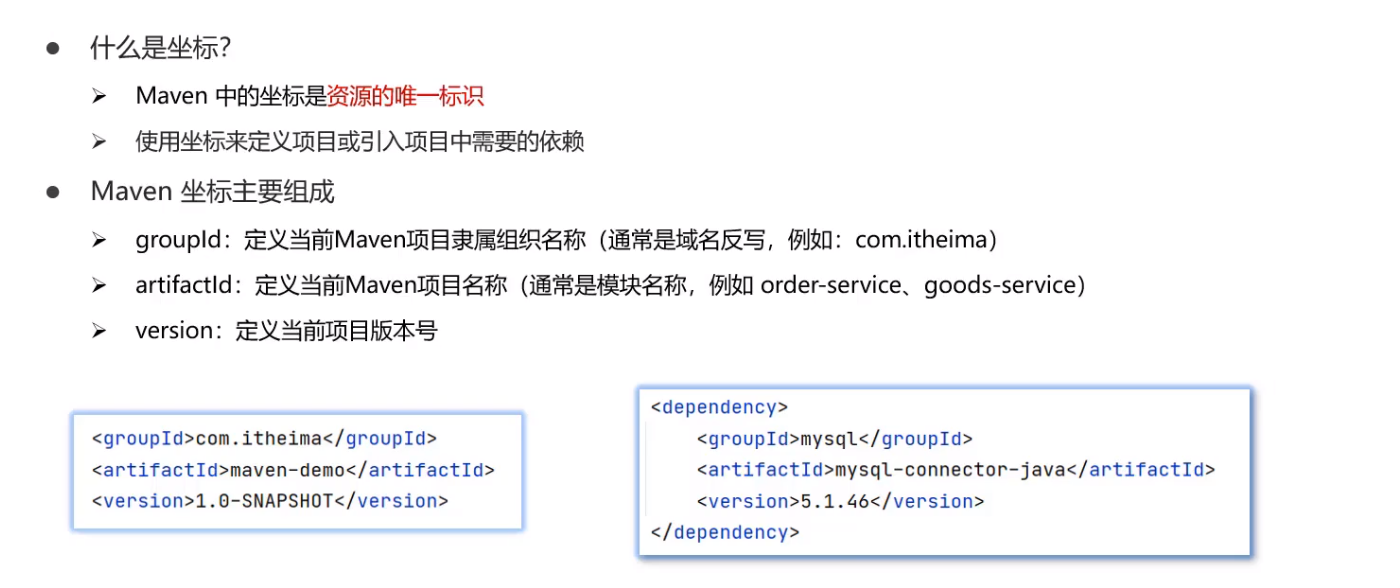 ● 什么是坐标？
➢ Maven 中的坐标是资源的唯一标识
➢ 使用坐标来定义项目或引入项目中需要的依赖
● Maven 坐标主要组成
➢ groupId：定义当前Maven项目隶属组织名称（通常是域名反写，例如：com.itheima）
➢ artifactId：定义当前Maven项目名称（通常是模块名称，例如 order-service、goods-service）
➢ version：定义当前项目版本号
<groupId>com.itheima</groupId>
<artifactId>maven-demo</artifactId>
<version>1.0-SNAPSHOT</version>
<dependency>
<groupId>mysql</groupId>
<artifactId>mysql-connector-java</artifactId>
<version>5.1.46</version>
</dependency>